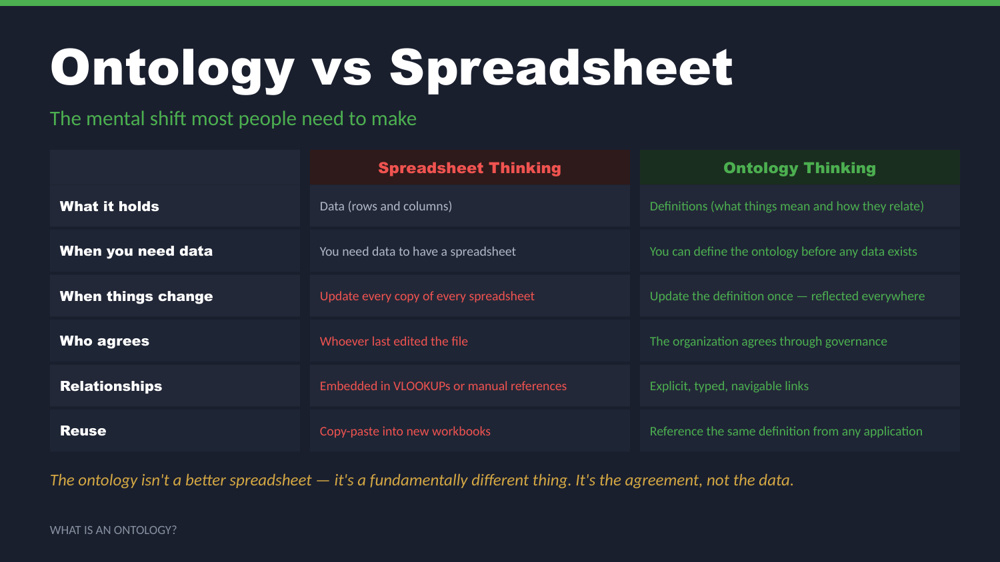 Ontology vs Spreadsheet
The mental shift most people need to make
Spreadsheet Thinking
Ontology Thinking
What it holds
Data (rows and columns)
Definitions (what things mean and how they relate)
When you need data
You need data to have a spreadsheet
You can define the ontology before any data exists
When things change
Update every copy of every spreadsheet
Update the definition once — reflected everywhere
Who agrees
Whoever last edited the file
The organization agrees through governance
Relationships
Embedded in VLOOKUPs or manual references
Explicit, typed, navigable links
Reuse
Copy-paste into new workbooks
Reference the same definition from any application
The ontology isn't a better spreadsheet — it's a fundamentally different thing. It's the agreement, not the data.
WHAT IS AN ONTOLOGY?